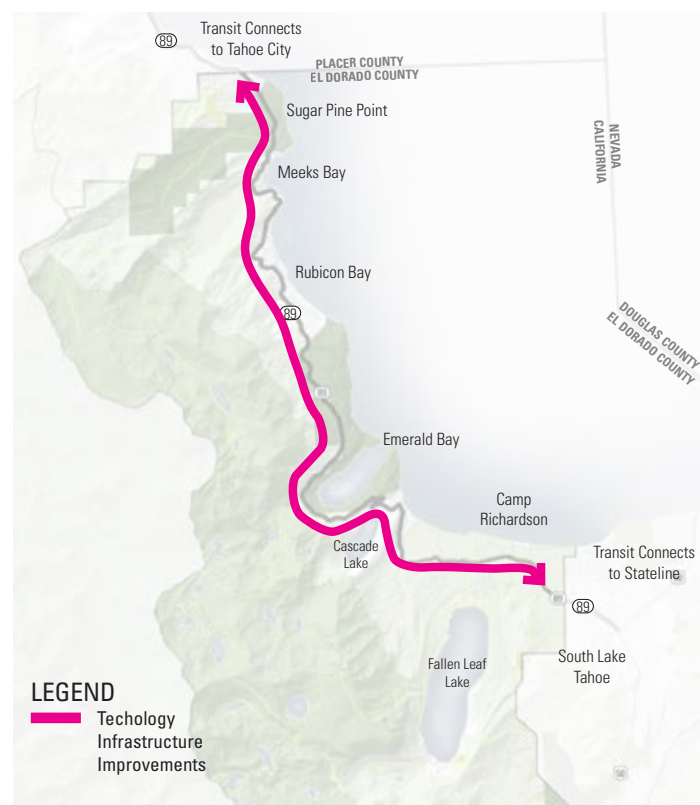 Transit Connects
to Tahoe City
89
PLACER COUNTY
EL DORADO COUNTY
Sugar Pine Point
NEVADA
CALIFORNIA
Meeks Bay
Rubicon Bay
89
DOUGLAS COUNTY
EL DORADO COUNTY
89
Emerald Bay
Camp
Richardson
Cascade
Lake
Transit Connects
to Stateline
89
Fallen Leaf
Lake
South Lake
Tahoe
LEGEND
Techology
Infrastructure
Improvements
50